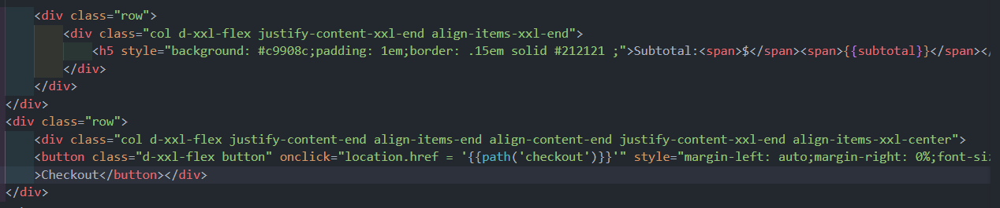 <div class="row">
<div class="col d-xxl-flex justify-content-xxl-end align-items-xxl-end">
<h5 style="background: #c9908c;padding: 1em;border: .15em solid #212121 ;">Subtotal:<span>$</span><span>{{subtotal}}</span></
</div>
</div>
</div>
<div class="row">
<div class="col d-xxl-flex justify-content-end align-items-end align-content-end justify-content-xxl-end align-items-xxl-center">
<button class="d-xxl-flex button" onclick="location.href = '{{path('checkout')}}'" style="margin-left: auto;margin-right: 0%;font-si
>Checkout</button></div>
</div>